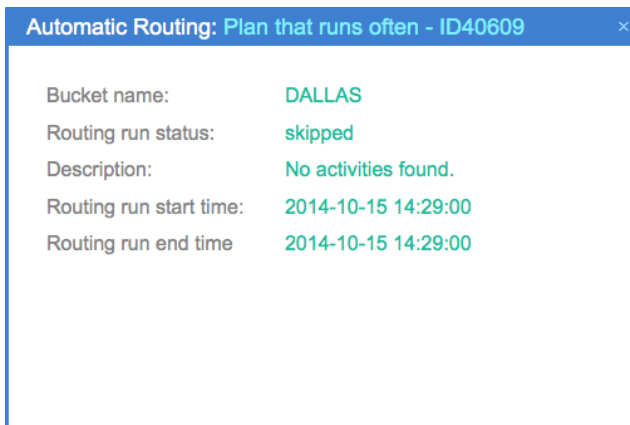 Automatic Routing: Plan that runs often - ID40609 ×
Bucket name: DALLAS
Routing run status: skipped
Description: No activities found.
Routing run start time: 2014-10-15 14:29:00
Routing run end time 2014-10-15 14:29:00